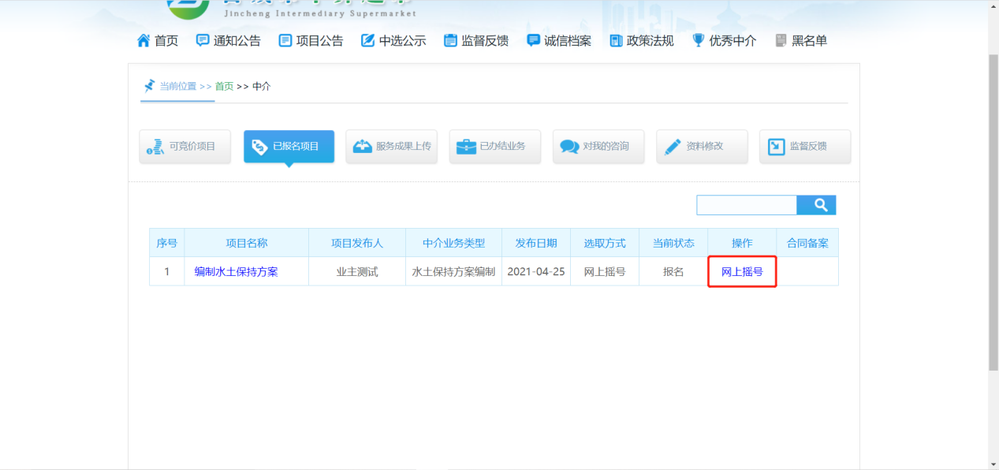 Jincheng Intermediary Supermarket
首页 通知公告 项目公告 中选公示 监督反馈 诚信档案 政策法规 优秀中介 黑名单
当前位置 >> 首页 >> 中介
可竞价项目 已报名项目 服务成果上传 已办结业务 对我的咨询 资料修改 监督反馈
序号 项目名称 项目发布人 中介业务类型 发布日期 选取方式 当前状态 操作 合同备案
1 编制水土保持方案 业主测试 水土保持方案编制 2021-04-25 网上摇号 报名 网上摇号